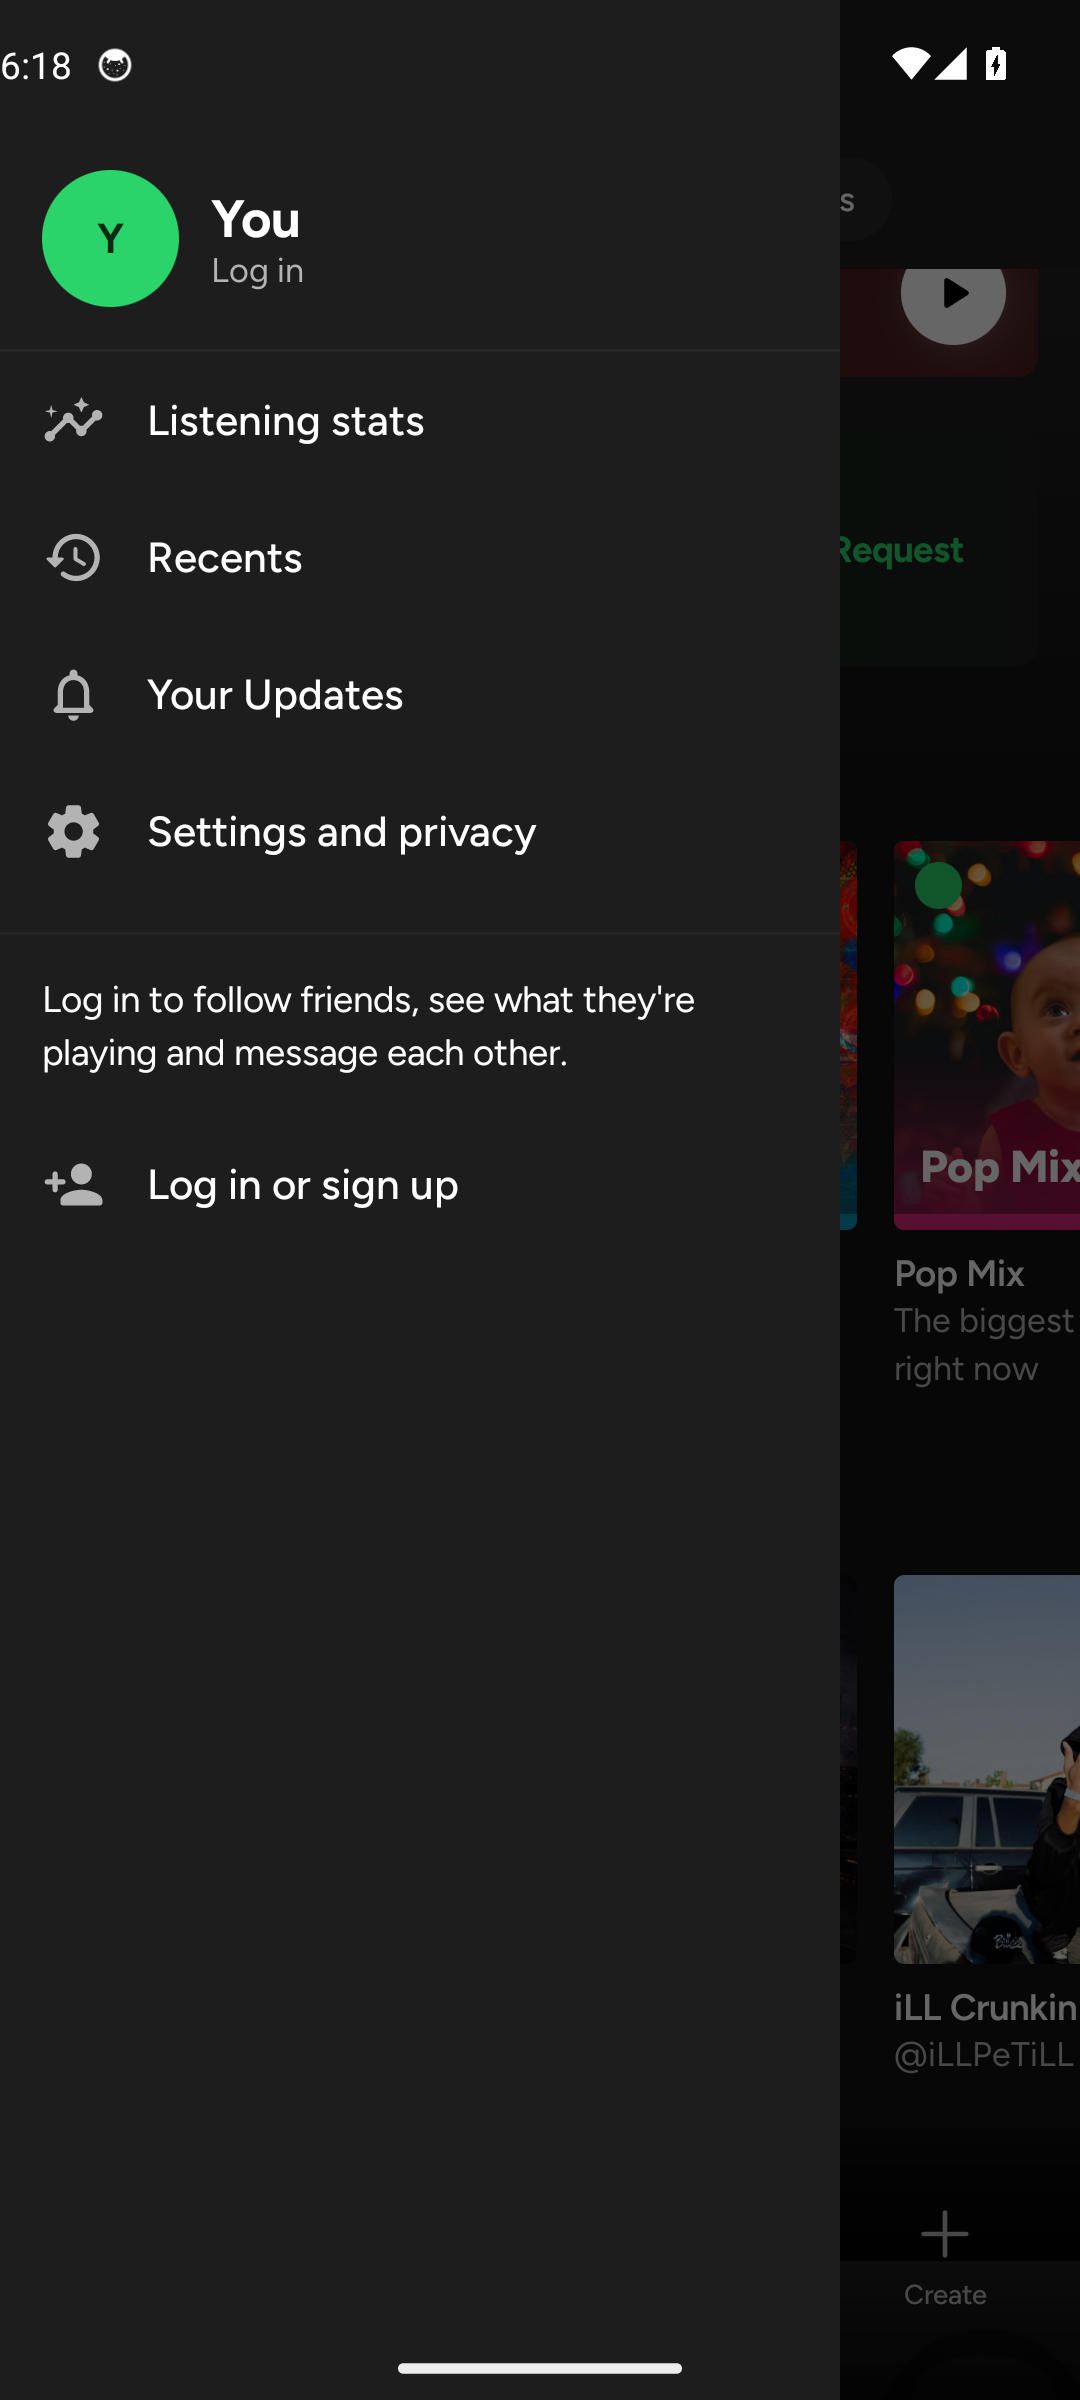 6:18
Y
You
Log in
s
Listening stats
Recents
Request
Your Updates
Settings and privacy
Log in to follow friends, see what they're
playing and message each other.
Log in or sign up
Pop Mix
Pop Mix
The biggest
right now
iLL Crunkin
@iLLPeTiLL
Create